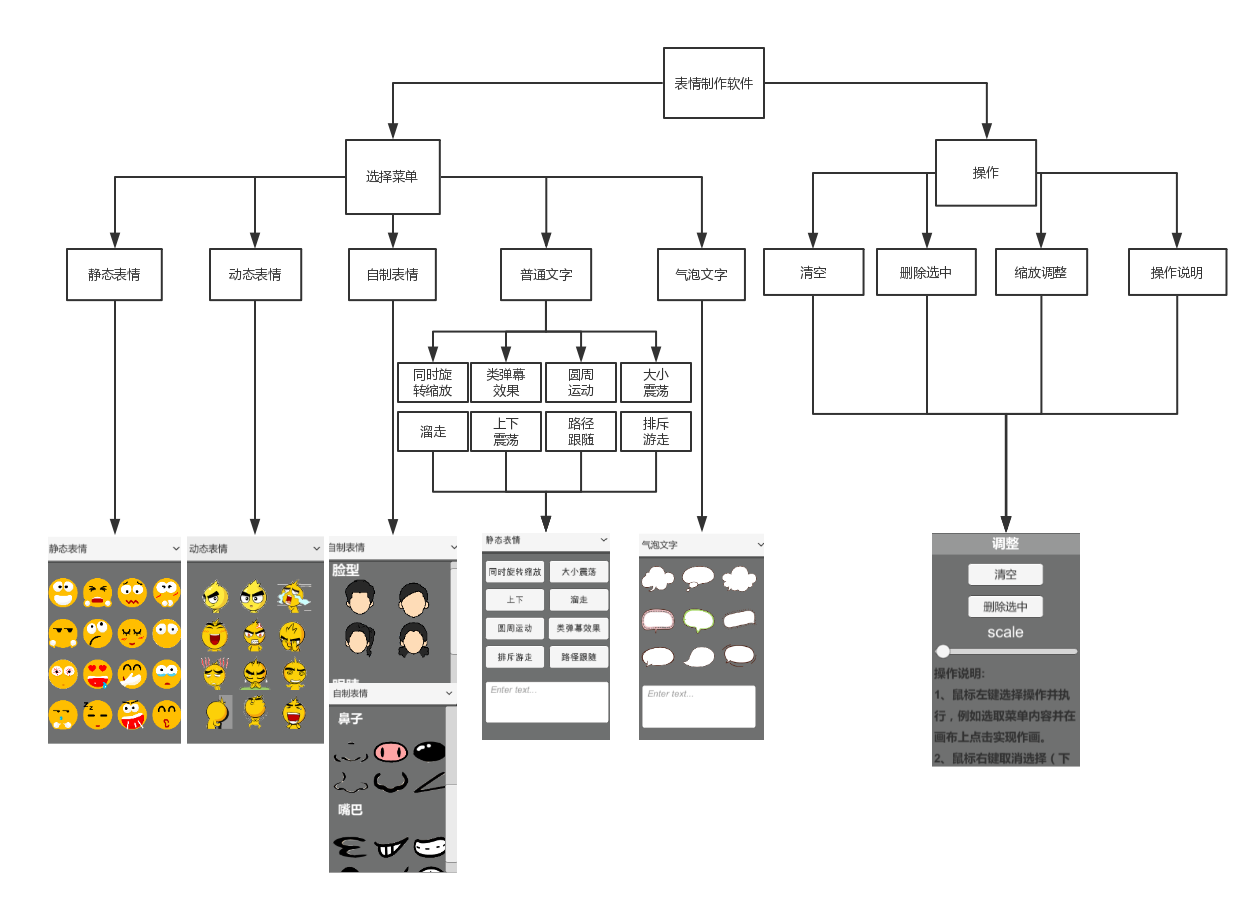 表情制作软件
选择菜单
操作
静态表情
动态表情
自制表情
普通文字
气泡文字
清空
删除选中
缩放调整
操作说明
同时旋
转缩放
类弹幕
效果
圆周
运动
大小
震荡
溜走
上下
震荡
路径
跟随
排斥
游走
静态表情
动态表情
自制表情
脸型
自制表情
鼻子
嘴巴
静态表情
同时旋转缩放
大小震荡
上下
溜走
圆周运动
类弹幕效果
排斥游走
路径跟随
Enter text...
气泡文字
Enter text...
调整
清空
删除选中
scale
操作说明:
1、鼠标左键选择操作并执
行，例如选取菜单内容并在
画布上点击实现作画。
2、鼠标右键取消选择（下